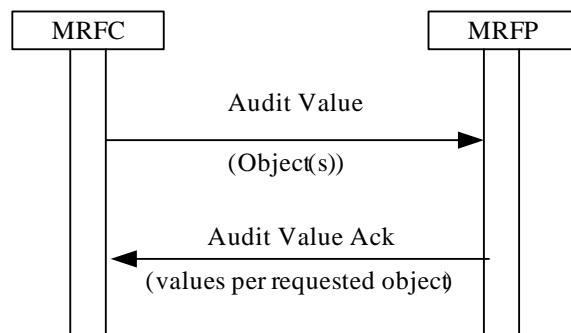 MRFC
MRFP
Audit Value
(Object(s))
Audit Value Ack
(values per requested object)